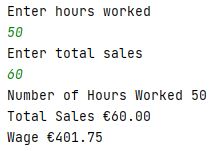 Enter hours worked
50
Enter total sales
60
Number of Hours Worked 50
Total Sales €60.00
Wage €401.75